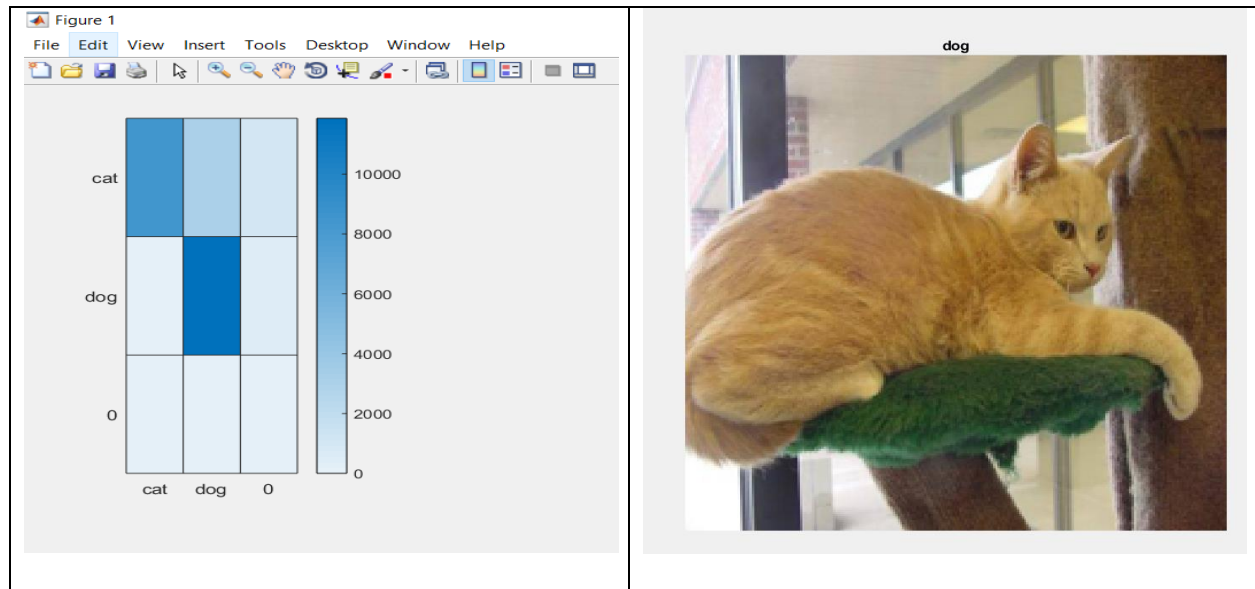 Figure 1
File Edit View Insert Tools Desktop Window Help
cat
dog
0
cat dog 0
10000
8000
6000
4000
2000
0
dog